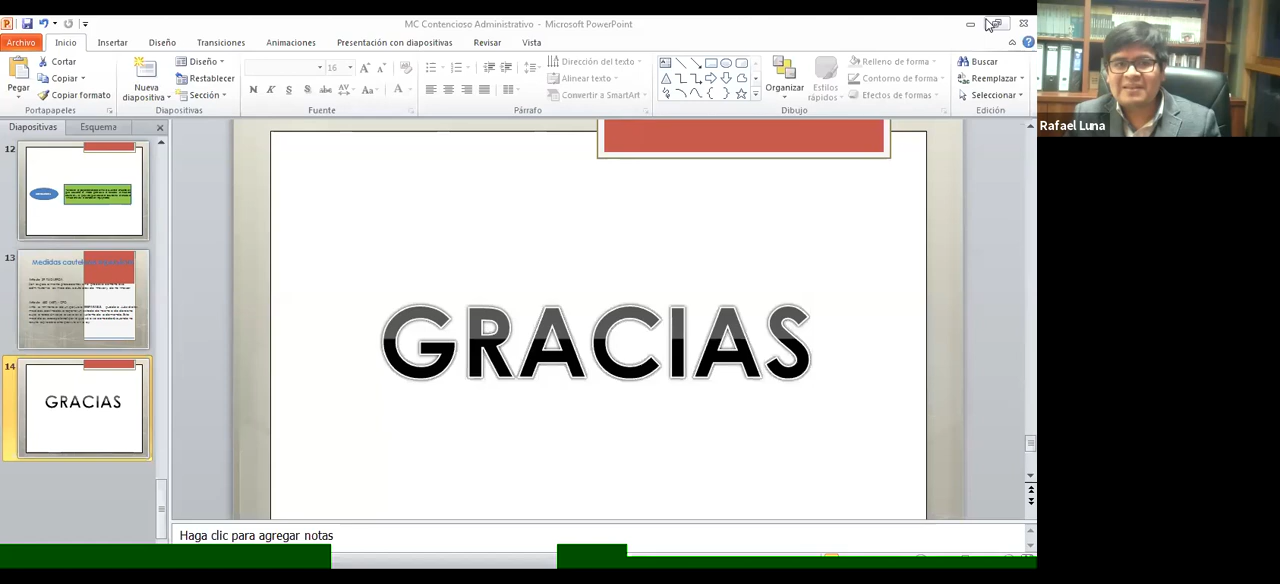 MC Contencioso Administrativo - Microsoft PowerPoint
Archivo Inicio Insertar Diseño Transiciones Animaciones Presentación con diapositivas Revisar Vista
Pegar
Cortar
Copiar
Copiar formato
Portapapeles
Nueva
diapositiva
Diseño
Restablecer
Sección
Diapositivas
16
Fuente
Dirección del texto
Alinear texto
Convertir a SmartArt
Párrafo
Organizar
Estilos
rápidos
Relleno de forma
Contorno de forma
Efectos de formas
Dibujo
Buscar
Reemplazar
Seleccionar
Edición
Rafael Luna
Diapositivas Esquema
12
13
14
GRACIAS
GRACIAS
Haga clic para agregar notas